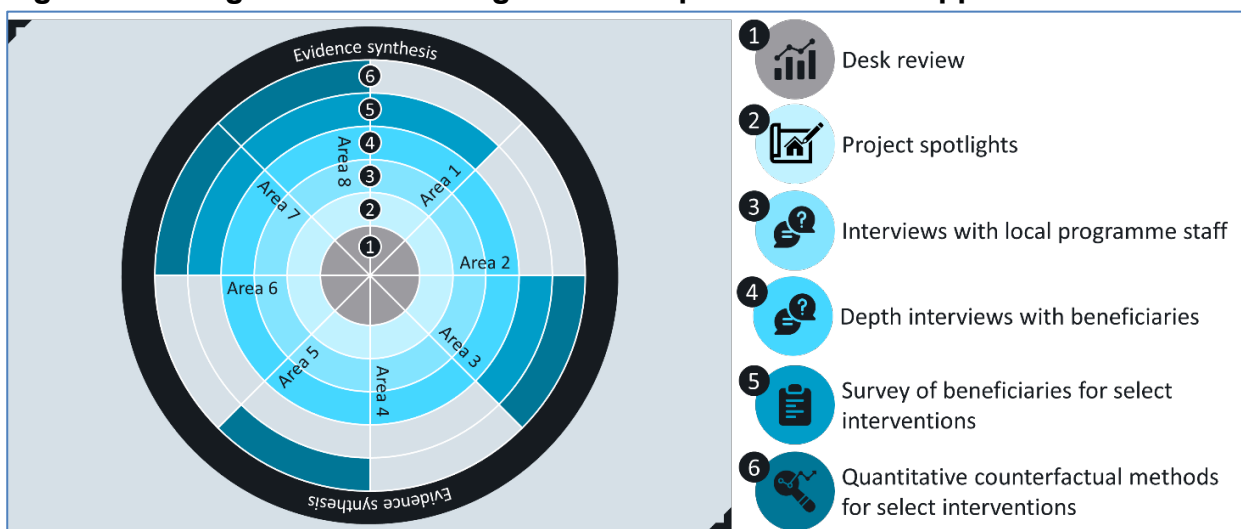 Evidence synthesis
6
5
4
3
2
1
Area 1
Area 2
Area 3
Area 4
Area 5
Area 6
Area 7
Area 8
Evidence synthesis
1
Desk review
2
Project spotlights
3
Interviews with local programme staff
4
Depth interviews with beneficiaries
5
Survey of beneficiaries for select
interventions
6
Quantitative counterfactual methods
for select interventions